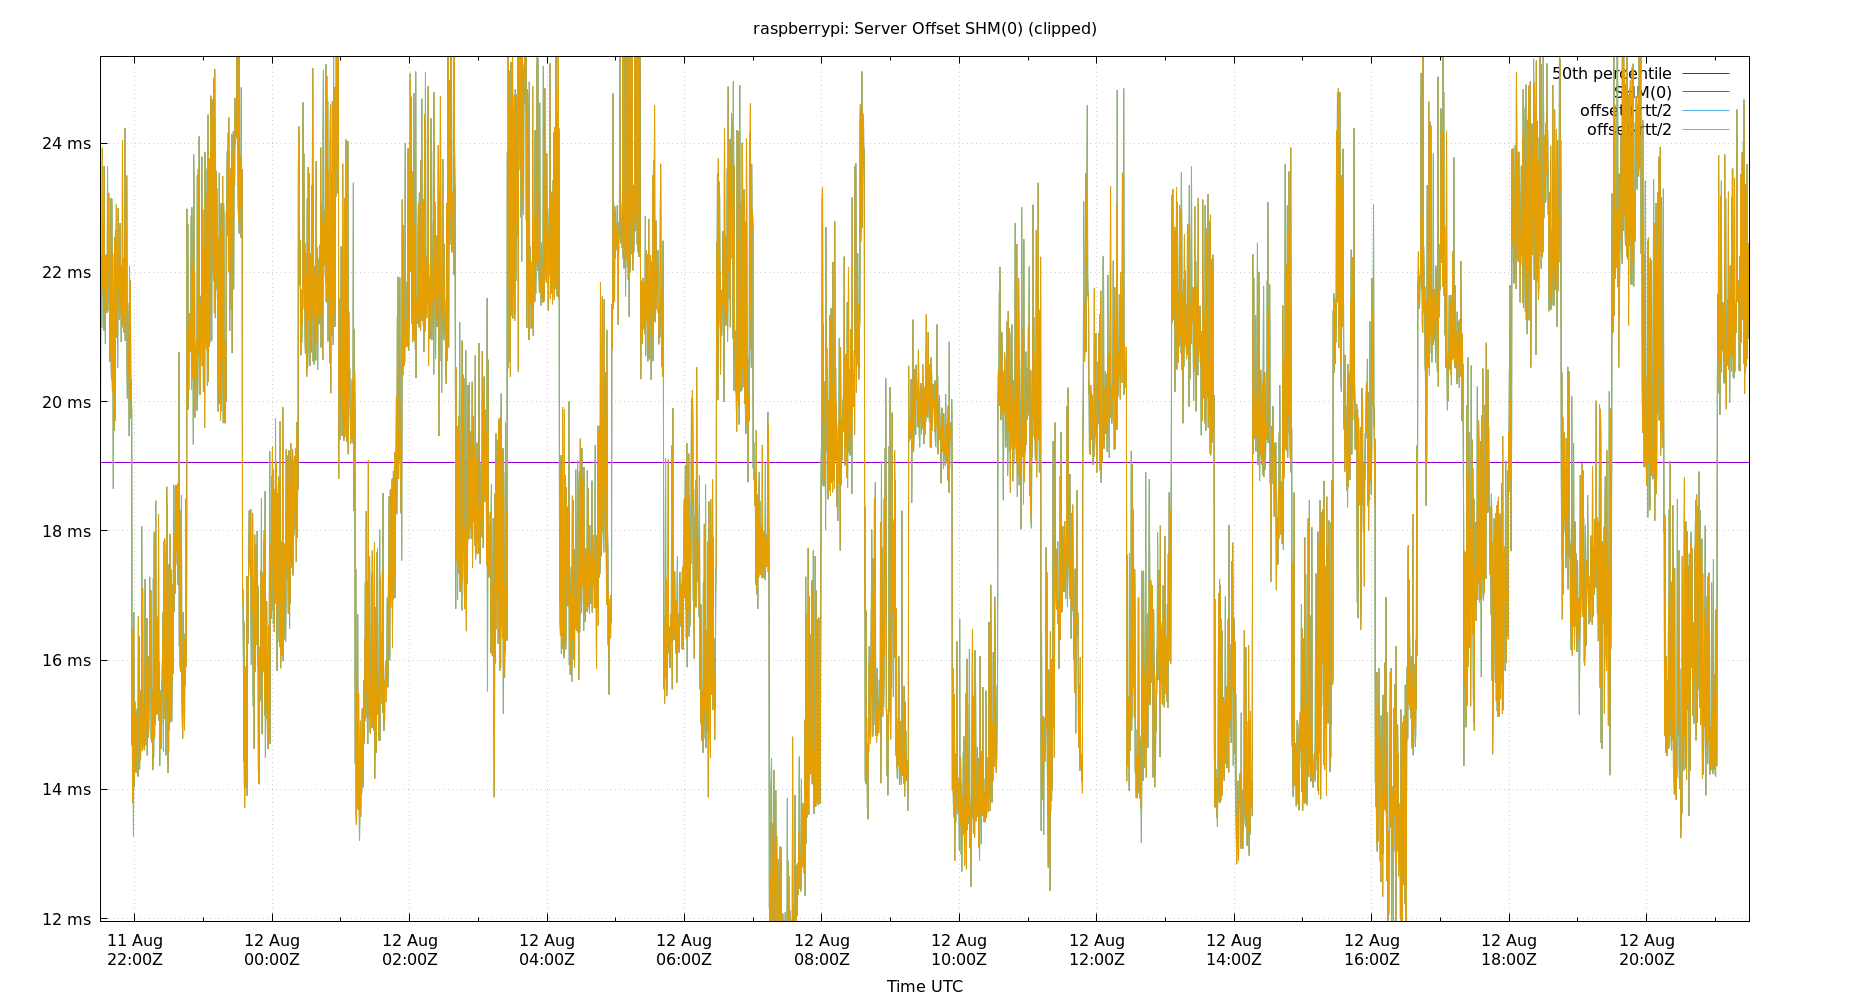 raspberrypi: Server Offset SHM(0) (clipped)
50th percentile
SHM(0)
offset+rtt/2
offset-rtt/2
24 ms
22 ms
20 ms
18 ms
16 ms
14 ms
12 ms
11 Aug 12 Aug 12 Aug 12 Aug 12 Aug 12 Aug 12 Aug 12 Aug 12 Aug 12 Aug 12 Aug 12 Aug
22:00Z 00:00Z 02:00Z 04:00Z 06:00Z 08:00Z 10:00Z 12:00Z 14:00Z 16:00Z 18:00Z 20:00Z
Time UTC